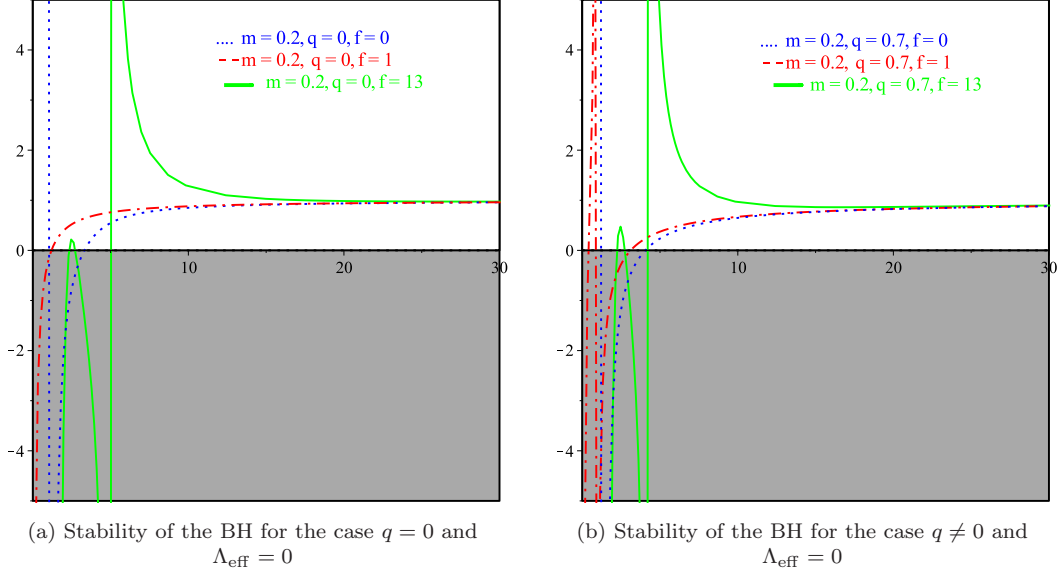 m = 0.2, q = 0, f = 0
m = 0.2, q = 0, f = 1
m = 0.2, q = 0, f = 13
4
2
0
−2
−4
10
20
30
(a) Stability of the BH for the case q = 0 and
Λeff = 0
m = 0.2, q = 0.7, f = 0
m = 0.2, q = 0.7, f = 1
m = 0.2, q = 0.7, f = 13
4
2
0
−2
−4
10
20
30
(b) Stability of the BH for the case q ≠ 0 and
Λeff = 0